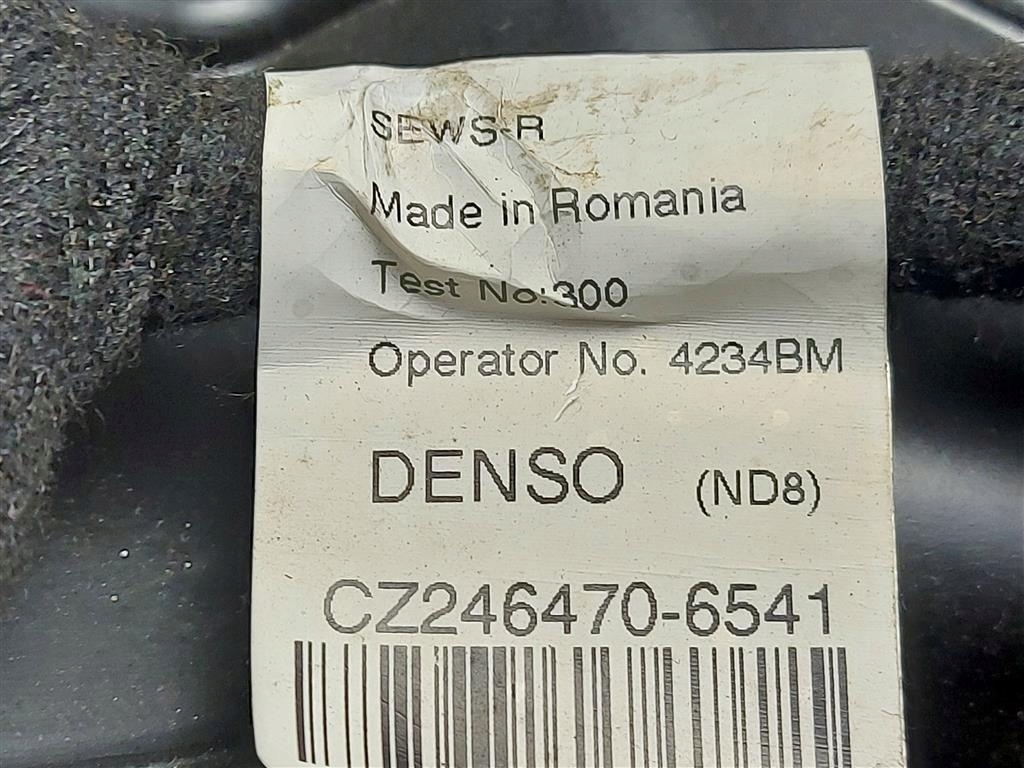 SEWS-R
Made in Romania
Test No:300
Operator No. 4234BM
DENSO (ND8)
CZ246470-6541